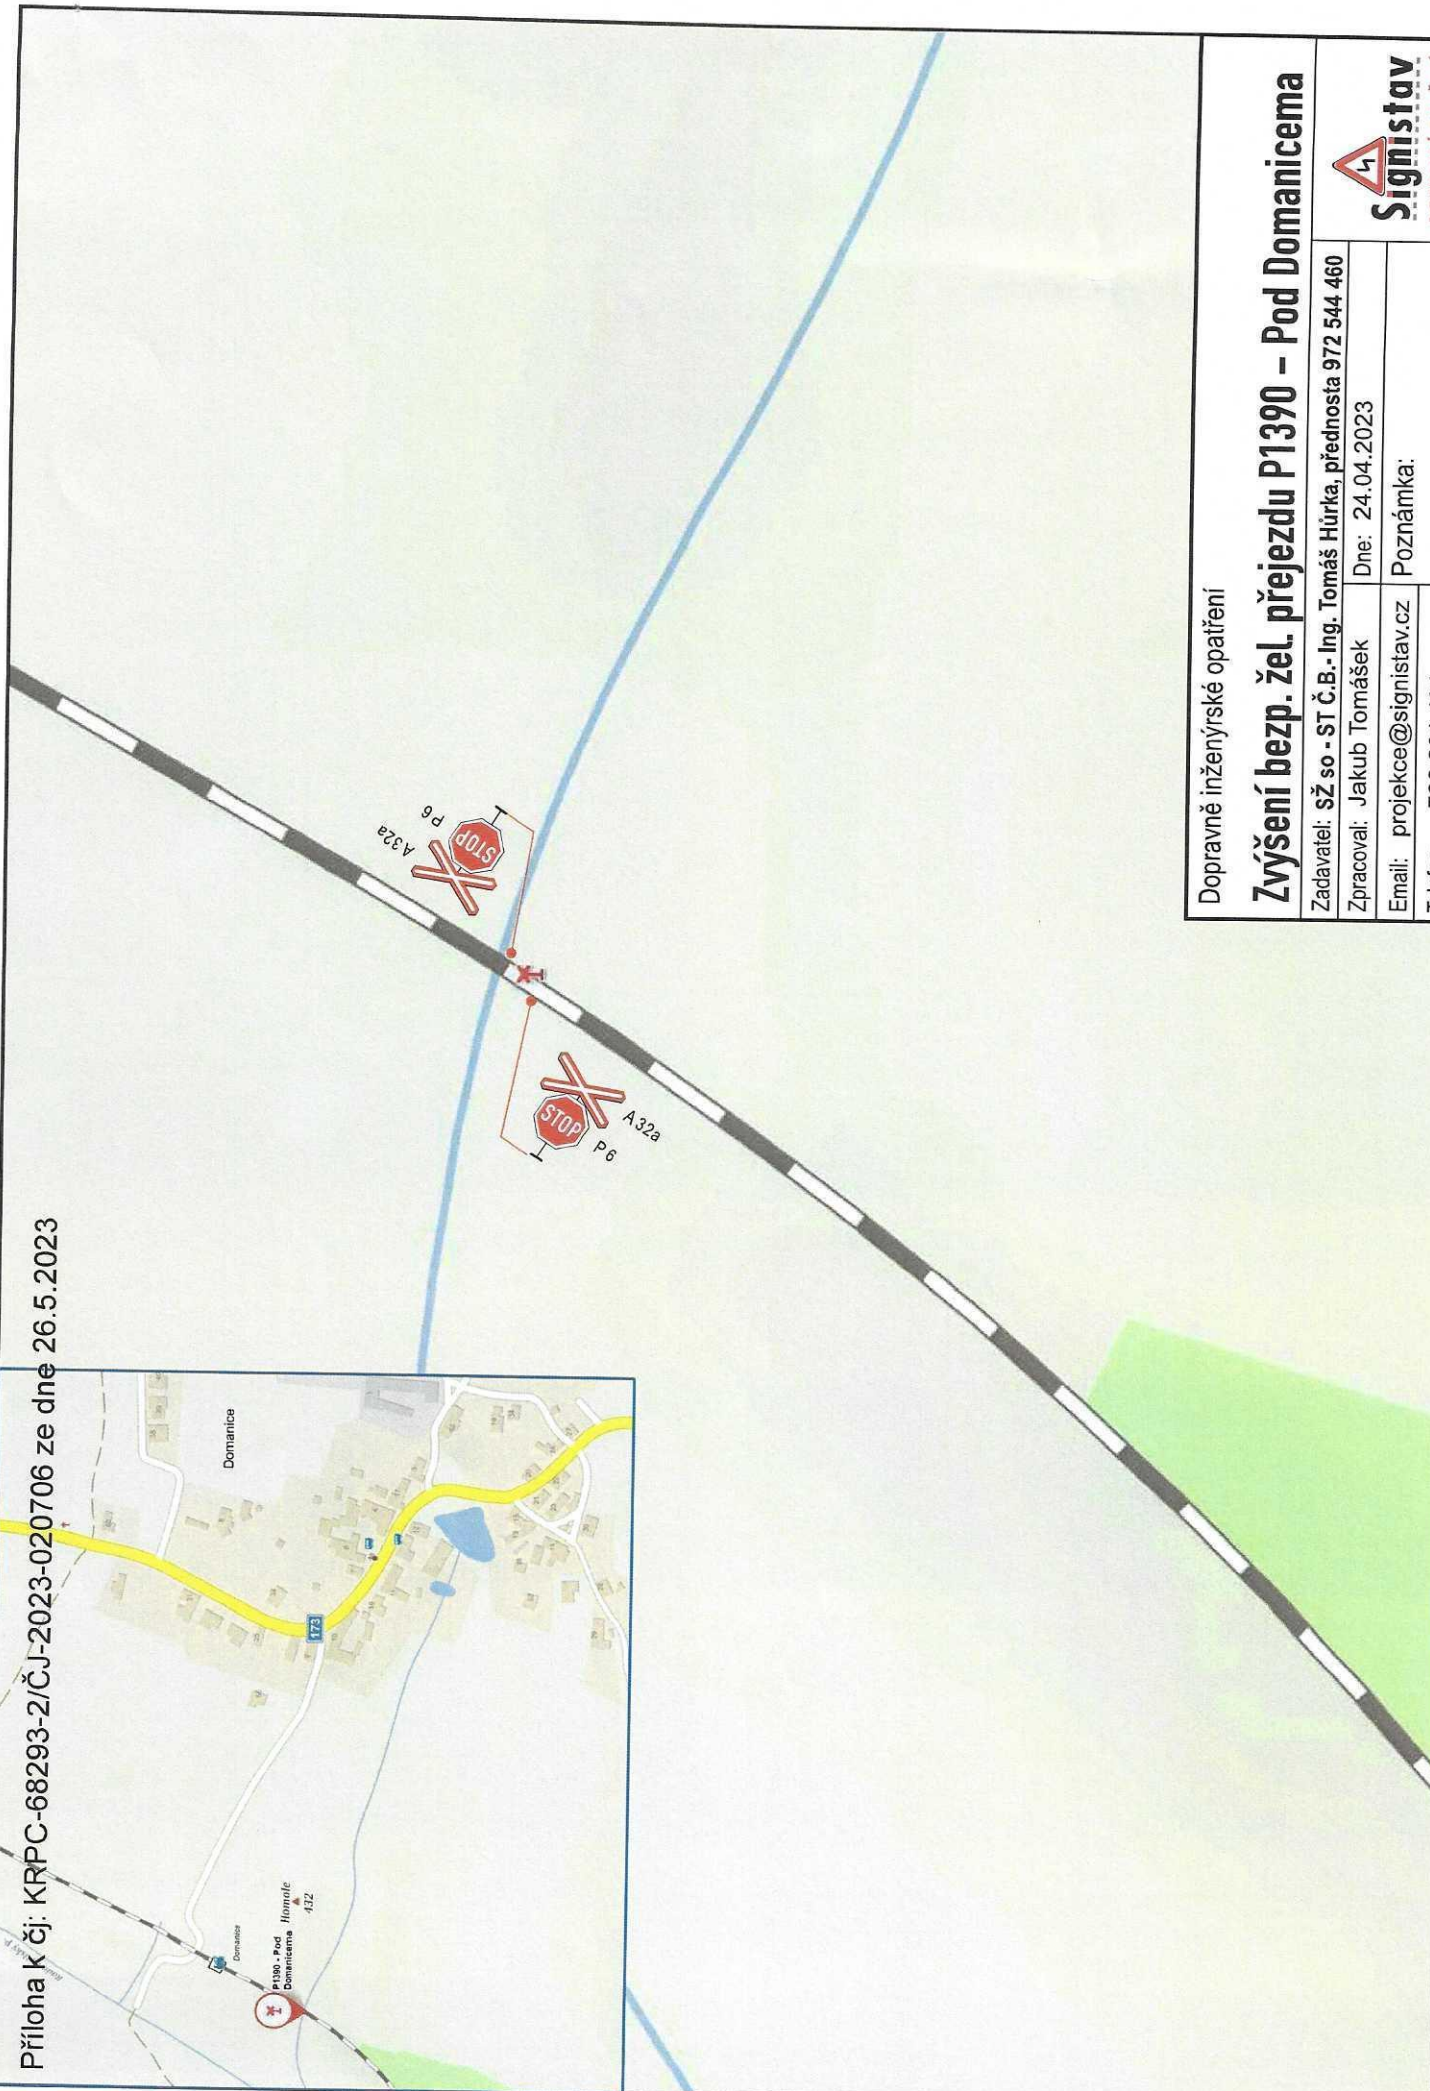 Příloha k čj: KRPC-68293-2/ČJ-2023-020706 ze dne 26.5.2023
Domanice
173
Domanice
P1390 - Pod
Domanicema
Homole
432
A32a
P6
STOP
STOP
P6
A32a
Dopravně inženýrské opatření
Zvýšení bezp. žel. přejezdu P1390 – Pod Domanicema
Zadavatel: SŽ so - ST Č.B.- Ing. Tomáš Hůrka, přednosta 972 544 460
Zpracoval: Jakub Tomášek
Dne: 24.04.2023
Email: projekce@signistav.cz
Poznámka:
Signistav